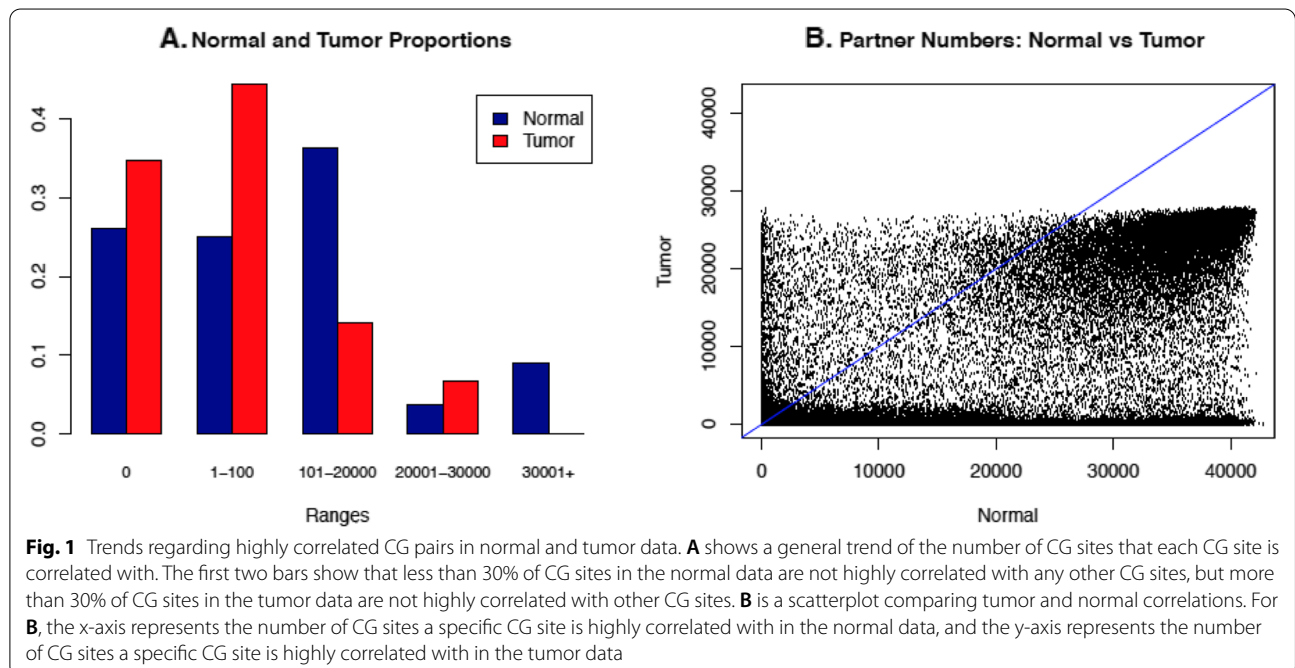 A. Normal and Tumor Proportions
0.4
0.3
0.2
0.1
0.0
Normal
Tumor
0 1-100 101-20000 20001-30000 30001+
Ranges
B. Partner Numbers: Normal vs Tumor
Tumor
40000
30000
20000
10000
0
0 10000 20000 30000 40000
Normal
Fig. 1 Trends regarding highly correlated CG pairs in normal and tumor data. A shows a general trend of the number of CG sites that each CG site is
correlated with. The first two bars show that less than 30% of CG sites in the normal data are not highly correlated with any other CG sites, but more
than 30% of CG sites in the tumor data are not highly correlated with other CG sites. B is a scatterplot comparing tumor and normal correlations. For
B, the x-axis represents the number of CG sites a specific CG site is highly correlated with in the normal data, and the y-axis represents the number
of CG sites a specific CG site is highly correlated with in the tumor data